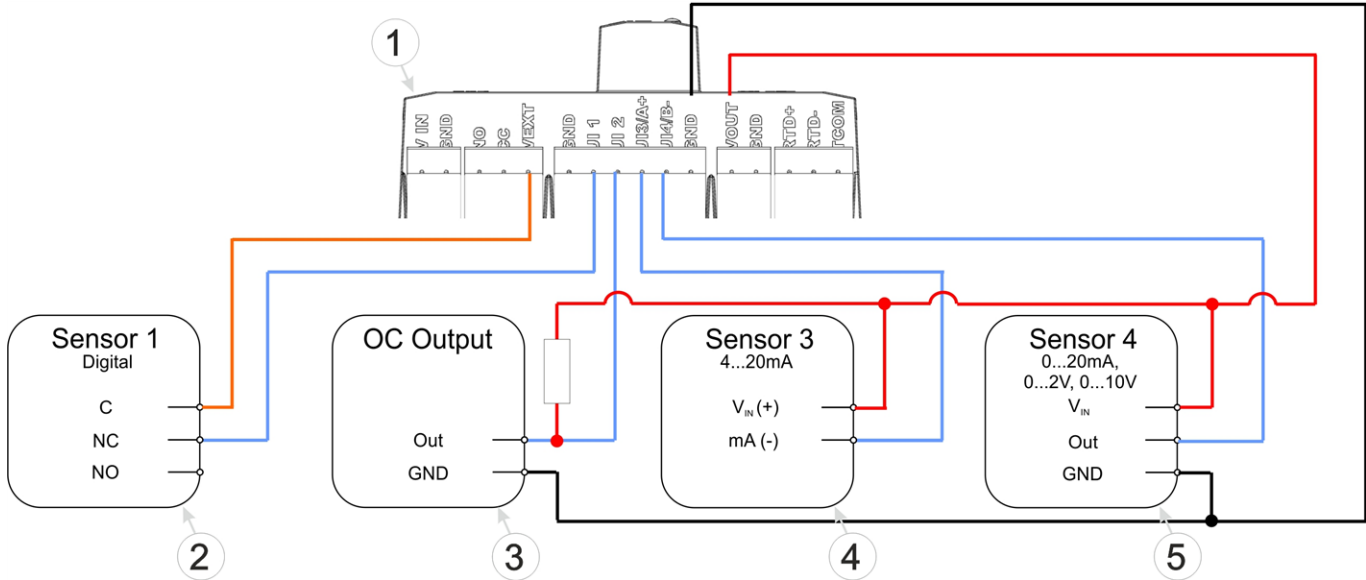 1
V IN
GND
NO
CC
VEXT
GND
UI 1
UI 2
UI3/A+
UI4/B-
GND
VOUT
GND
RTD+
RTD-
TCOM
Sensor 1
Digital
C
NC
NO
2
OC Output
Out
GND
3
Sensor 3
4...20mA
VIN (+)
mA (-)
4
Sensor 4
0...20mA,
0...2V, 0...10V
VIN
Out
GND
5